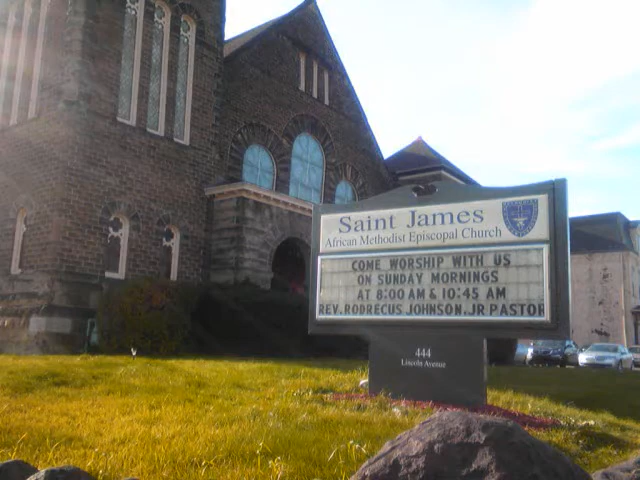 Saint James
African Methodist Episcopal Church
COME WORSHIP WITH US
ON SUNDAY MORNINGS
AT 8:00 AM & 10:45 AM
REV. RODRECUS JOHNSON, JR PASTOR
444
Lincoln Avenue